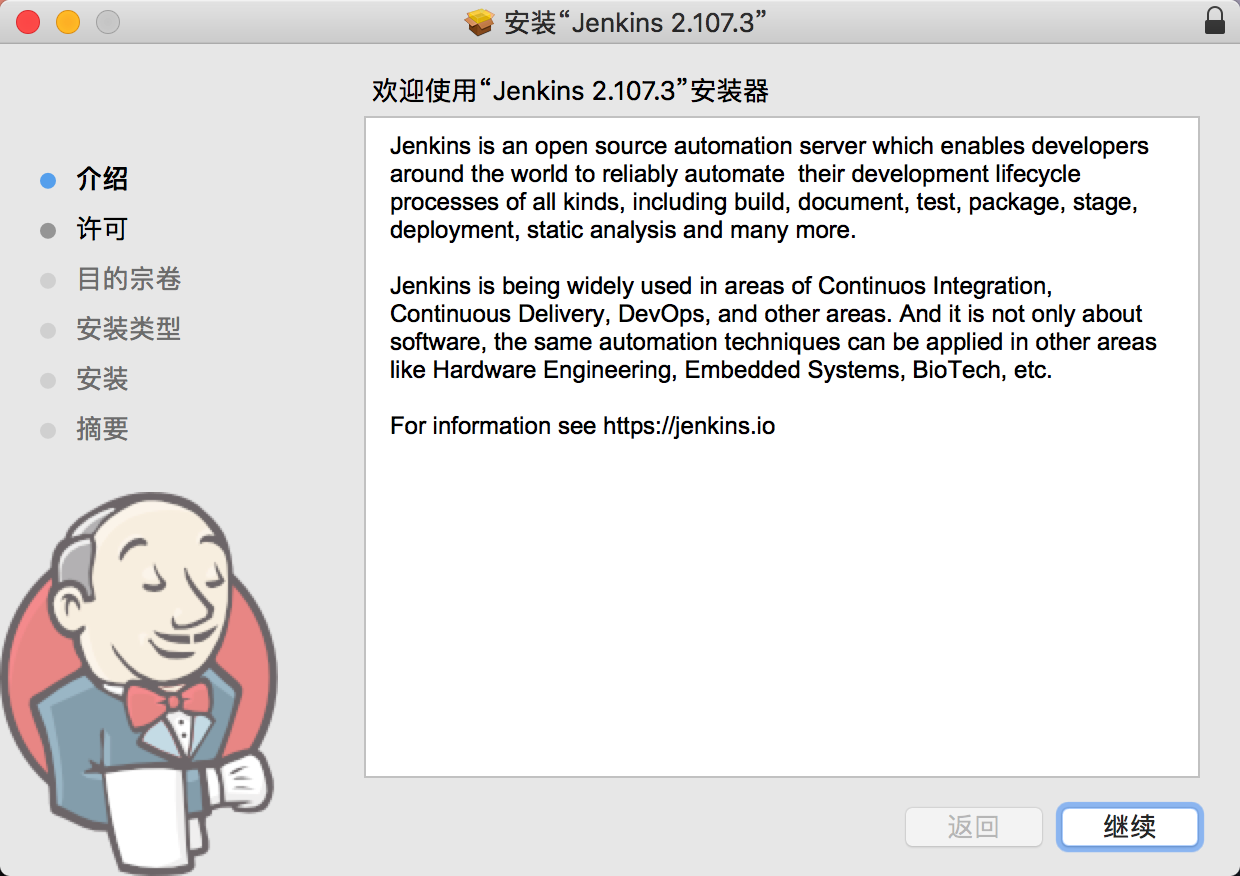 安装“Jenkins 2.107.3”
欢迎使用“Jenkins 2.107.3”安装器
介绍
许可
目的宗卷
安装类型
安装
摘要
Jenkins is an open source automation server which enables developers
around the world to reliably automate  their development lifecycle
processes of all kinds, including build, document, test, package, stage,
deployment, static analysis and many more.
Jenkins is being widely used in areas of Continuos Integration,
Continuous Delivery, DevOps, and other areas. And it is not only about
software, the same automation techniques can be applied in other areas
like Hardware Engineering, Embedded Systems, BioTech, etc.
For information see https://jenkins.io
返回
继续